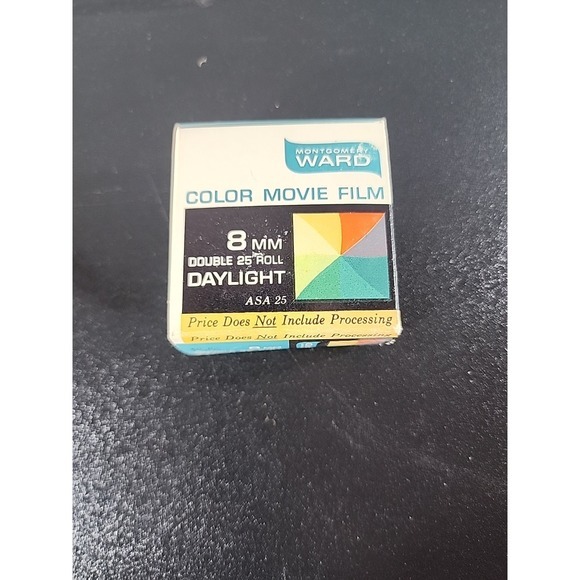 MONTGOMERY
WARD
COLOR MOVIE FILM
8 MM
DOUBLE 25 ROLL
DAYLIGHT
ASA 25
Price Does Not Include Processing
Price Does Not Include Processing